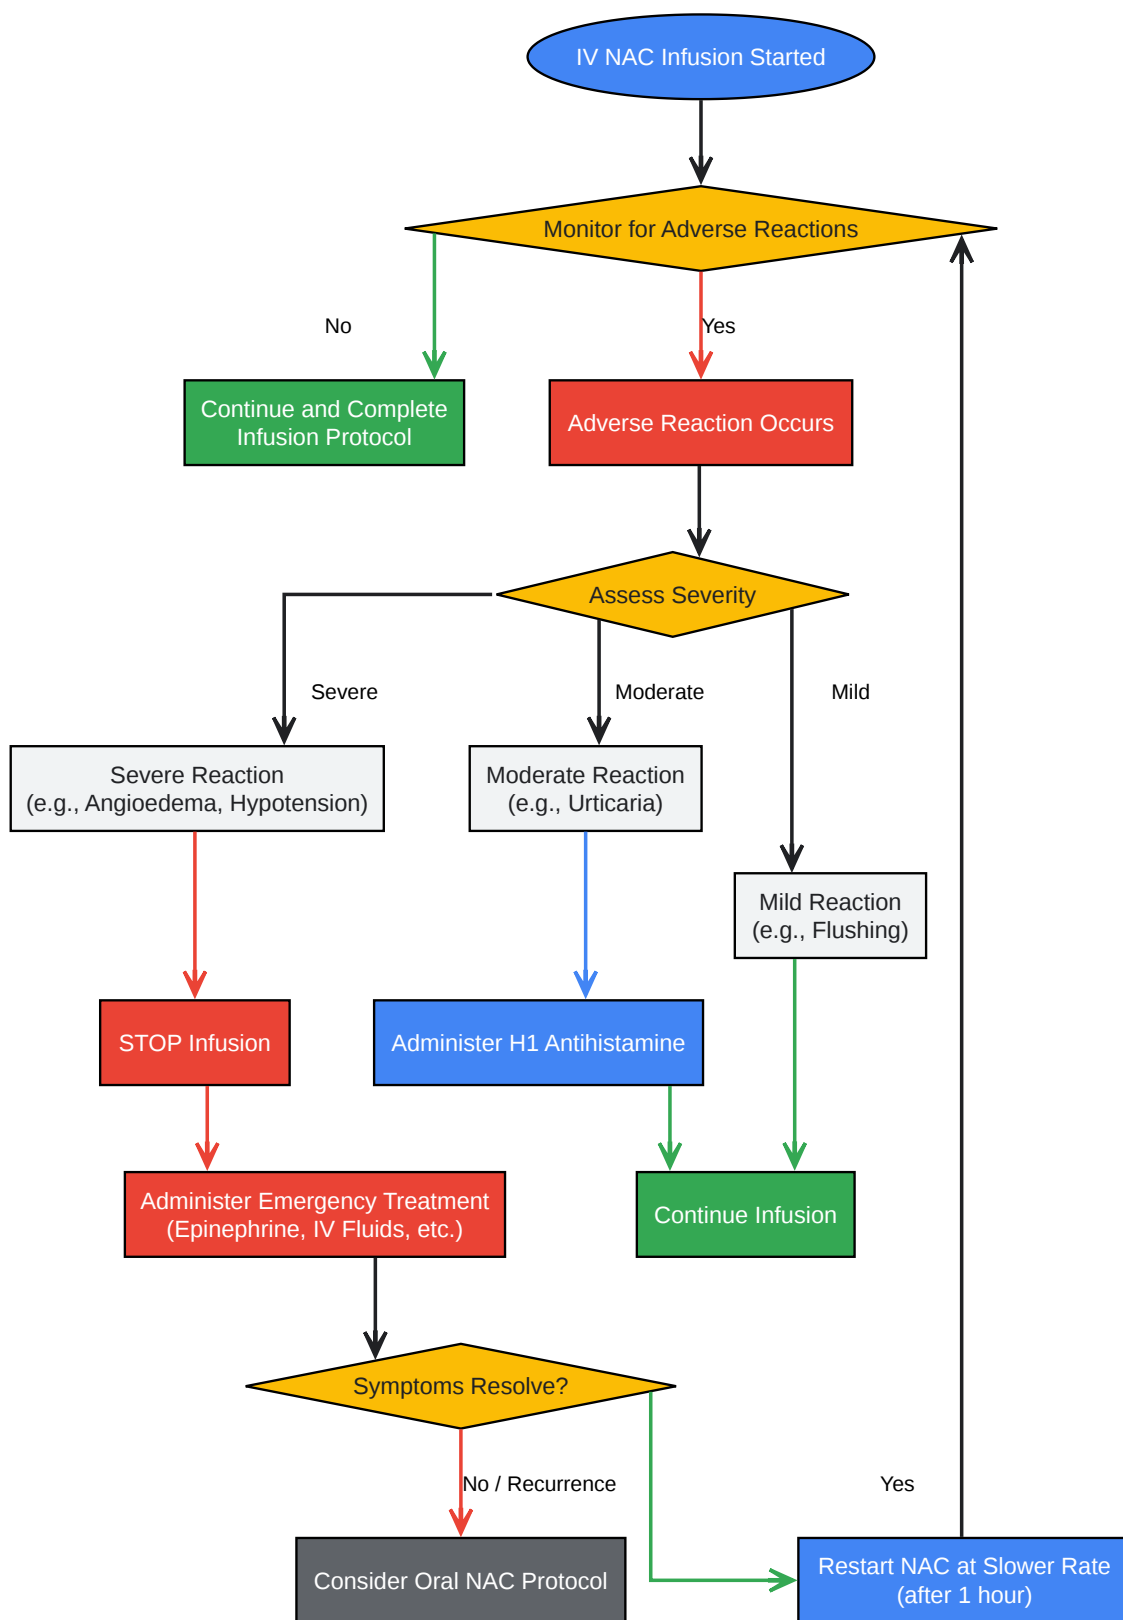 IV NAC Infusion Started
Monitor for Adverse Reactions
No
Yes
Continue and Complete
Infusion Protocol
Adverse Reaction Occurs
Assess Severity
Severe
Moderate
Mild
Severe Reaction
(e.g., Angioedema, Hypotension)
Moderate Reaction
(e.g., Urticaria)
Mild Reaction
(e.g., Flushing)
STOP Infusion
Administer H1 Antihistamine
Administer Emergency Treatment
(Epinephrine, IV Fluids, etc.)
Continue Infusion
Symptoms Resolve?
No / Recurrence
Yes
Consider Oral NAC Protocol
Restart NAC at Slower Rate
(after 1 hour)